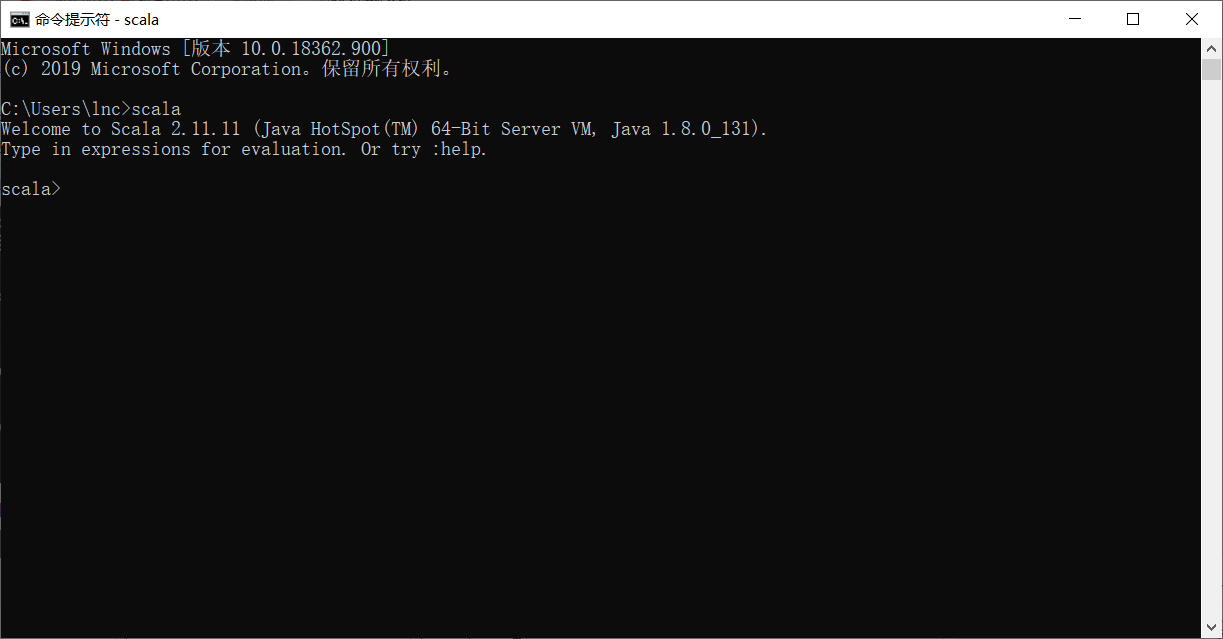 命令提示符 - scala
Microsoft Windows [版本 10.0.18362.900]
(c) 2019 Microsoft Corporation。保留所有权利。
C:\Users\lnc>scala
Welcome to Scala 2.11.11 (Java HotSpot(TM) 64-Bit Server VM, Java 1.8.0_131).
Type in expressions for evaluation. Or try :help.
scala>